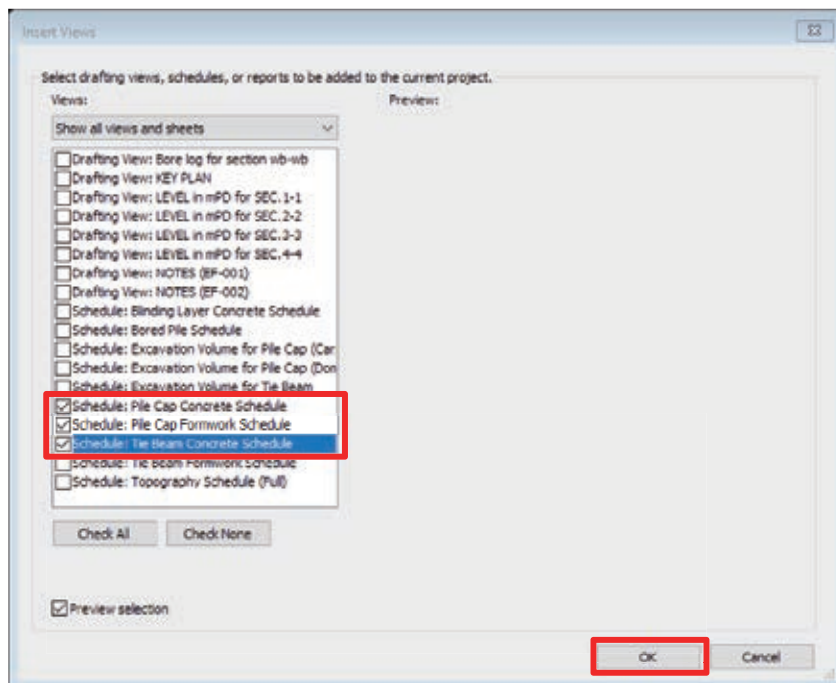 Insert Views
Select drafting views, schedules, or reports to be added to the current project.
Views:
Preview:
Show all views and sheets
Drafting View: Bore log for section wb-wb
Drafting View: KEY PLAN
Drafting View: LEVEL in mPD for SEC.1-1
Drafting View: LEVEL in mPD for SEC.2-2
Drafting View: LEVEL in mPD for SEC.3-3
Drafting View: LEVEL in mPD for SEC.4-4
Drafting View: NOTES (EF-001)
Drafting View: NOTES (EF-002)
Schedule: Blinding Layer Concrete Schedule
Schedule: Bored Pile Schedule
Schedule: Excavation Volume for Pile Cap (Car
Schedule: Excavation Volume for Pile Cap (Don
Schedule: Excavation Volume for Tie Beam
Schedule: Pile Cap Concrete Schedule
Schedule: Pile Cap Formwork Schedule
Schedule: Tie Beam Concrete Schedule
Schedule: Tie Beam Formwork Schedule
Schedule: Topography Schedule (Full)
Check All
Check None
Preview selection
OK
Cancel